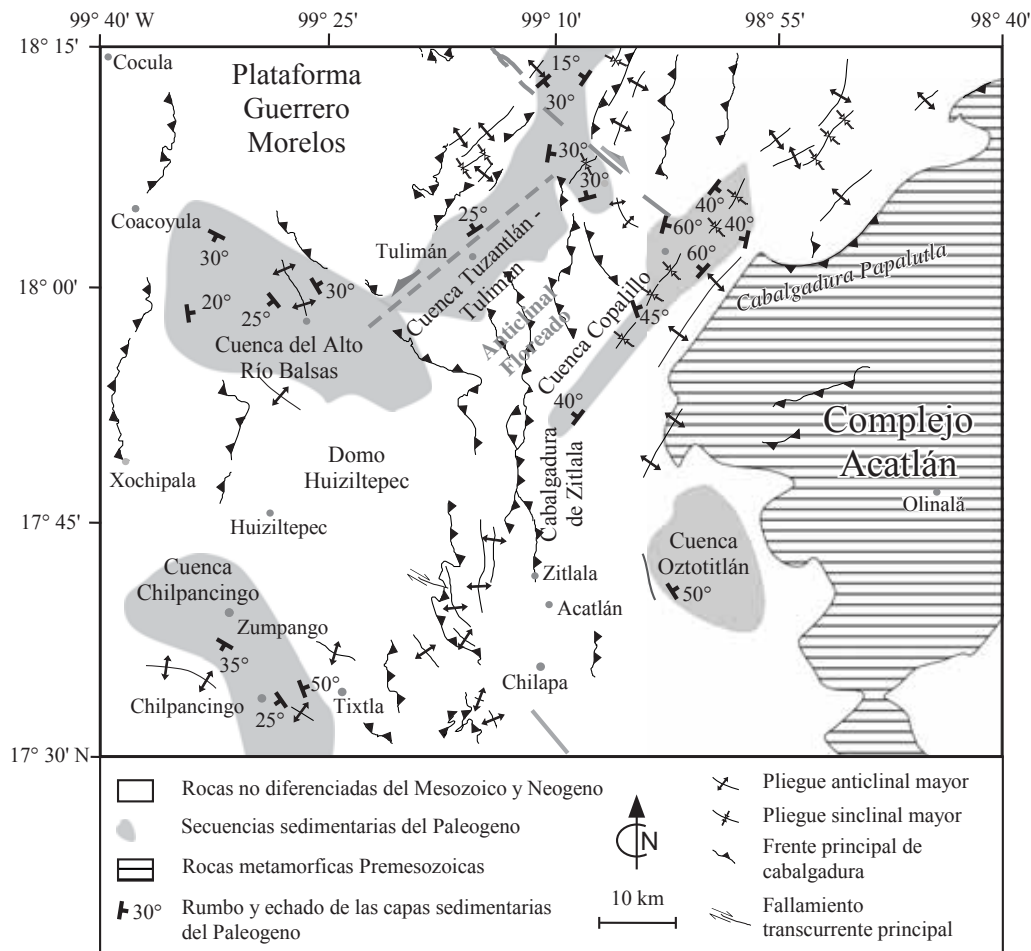 99° 40' W
99° 25'
99° 10'
98° 55'
98° 40'
18° 15'
18° 00'
17° 45'
17° 30' N
Cocula
Plataforma
Guerrero
Morelos
15°
30°
30°
30°
Coacoyula
30°
20°
25°
30°
Cuenca del Alto
Río Balsas
Tulimán
25°
Cuenca Tuzantlán -
Tulimán
Anticlinal
Floreado
Cuenca Copalillo
40°
60°
40°
60°
45°
40°
Cabalgadura Papalutla
Complejo
Acatlán
Olinalá
Xochipala
Domo
Huiziltepec
Huiziltepec
Cabalgadura
de Zitlala
Cuenca
Oztotitlán
50°
Cuenca
Chilpancingo
Zumpango
35°
50°
Chilpancingo
25°
Tixtla
Zitlala
Acatlán
Chilapa
Rocas no diferenciadas del Mesozoico y Neogeno
Secuencias sedimentarias del Paleogeno
Rocas metamorficas Premesozoicas
30°
Rumbo y echado de las capas sedimentarias
del Paleogeno
N
10 km
Pliegue anticlinal mayor
Pliegue sinclinal mayor
Frente principal de
cabalgadura
Fallamiento
transcurrente principal